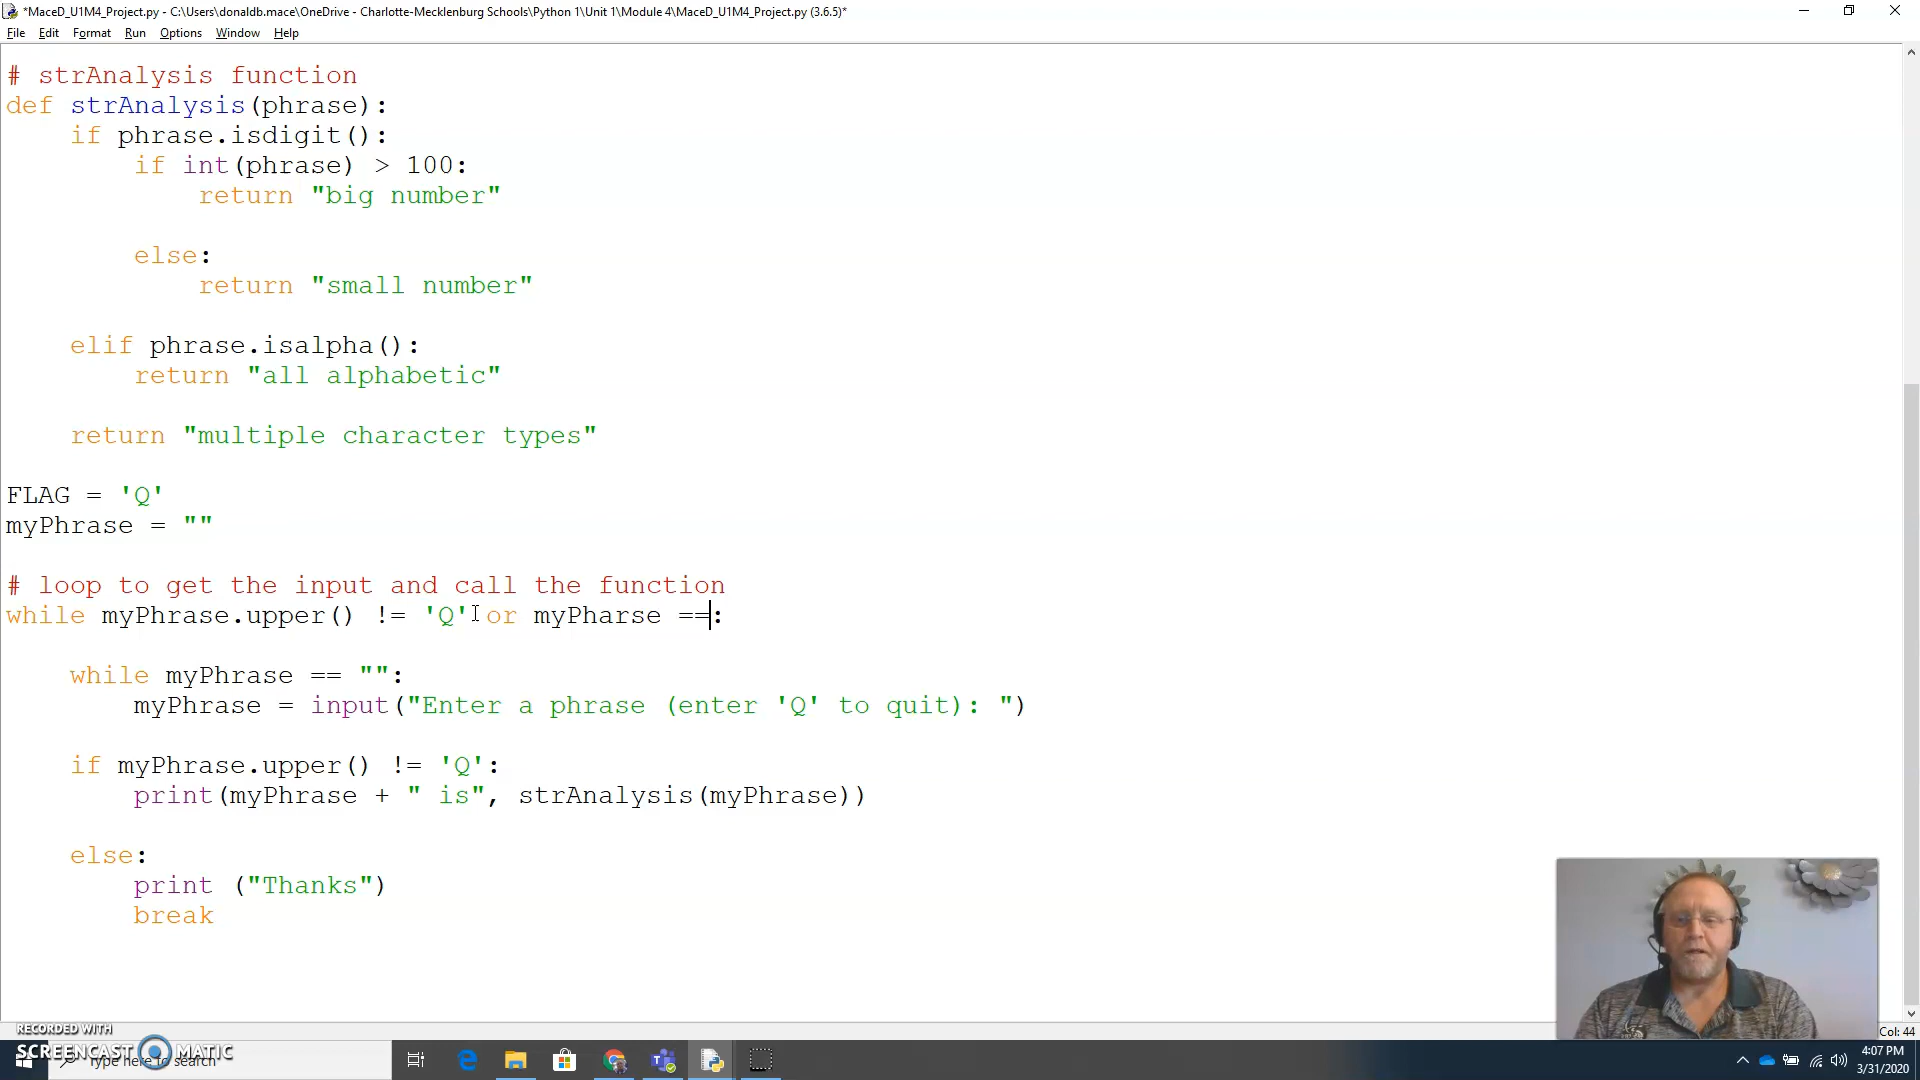 *MaceD_U1M4_Project.py - C:\Users\donaldb.mace\OneDrive - Charlotte-Mecklenburg Schools\Python 1\Unit 1\Module 4\MaceD_U1M4_Project.py (3.6.5)*
File Edit Format Run Options Window Help
# strAnalysis function
def strAnalysis(phrase):
    if phrase.isdigit():
        if int(phrase) > 100:
            return "big number"
        else:
            return "small number"
    elif phrase.isalpha():
        return "all alphabetic"
    return "multiple character types"
FLAG = 'Q'
myPhrase = ""
# loop to get the input and call the function
while myPhrase.upper() != 'Q' or myPharse ==:
    while myPhrase == "":
        myPhrase = input("Enter a phrase (enter 'Q' to quit): ")
    if myPhrase.upper() != 'Q':
        print(myPhrase + " is", strAnalysis(myPhrase))
    else:
        print ("Thanks")
        break
Col: 44
RECORDED WITH
SCREENCAST MATIC
Type here to search
4:07 PM
3/31/2020